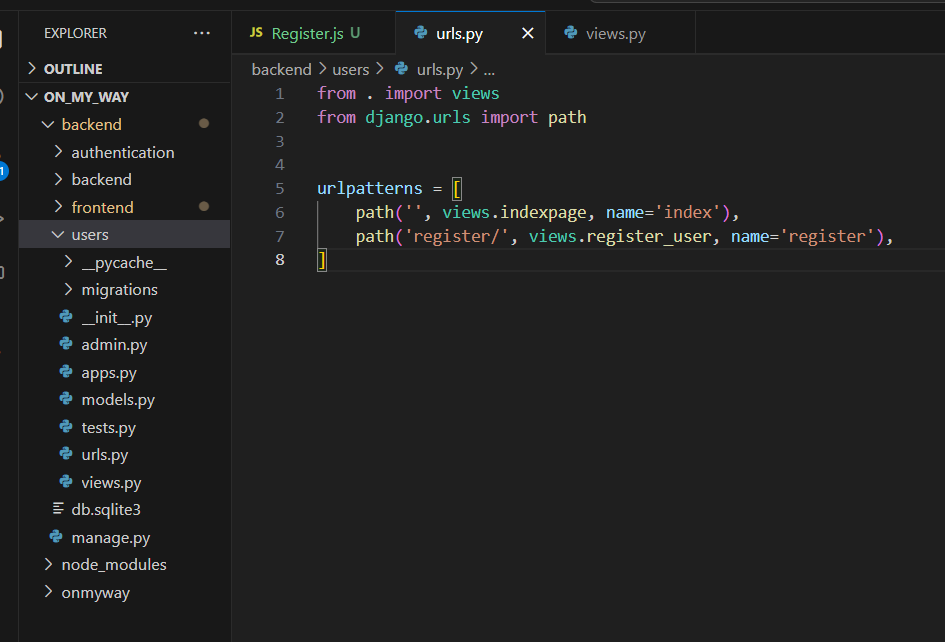 EXPLORER ...
OUTLINE
ON_MY_WAY
backend
authentication
backend
frontend
users
__pycache__
migrations
__init__.py
admin.py
apps.py
models.py
tests.py
urls.py
views.py
db.sqlite3
manage.py
node_modules
onmyway
1
JS Register.js U
urls.py
views.py
backend > users > urls.py > ...
1 from . import views
2 from django.urls import path
3
4
5 urlpatterns = [
6     path('', views.indexpage, name='index'),
7     path('register/', views.register_user, name='register'),
8 ]